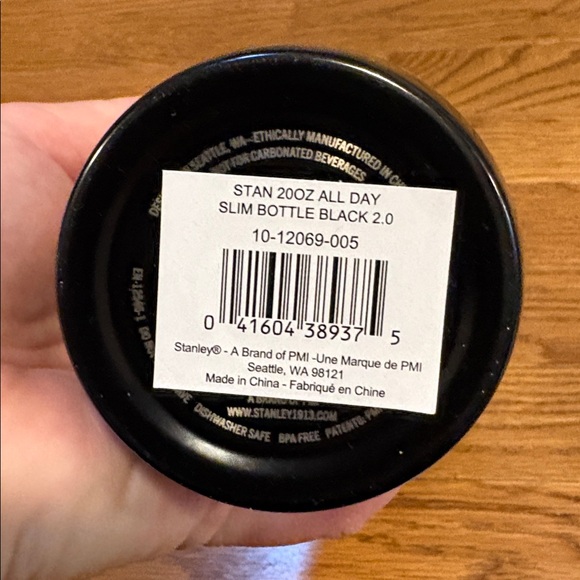 SEATTLE, WA - ETHICALLY MANUFACTURED IN
FOR CARBONATED BEVERAGES
STAN 20OZ ALL DAY
SLIM BOTTLE BLACK 2.0
10-12069-005
0 41604 38937 5
Stanley® - A Brand of PMI -Une Marque de PMI
Seattle, WA 98121
Made in China - Fabriqué en Chine
WWW.STANLEY1913.COM
DISHWASHER SAFE BPA FREE PATENTS: